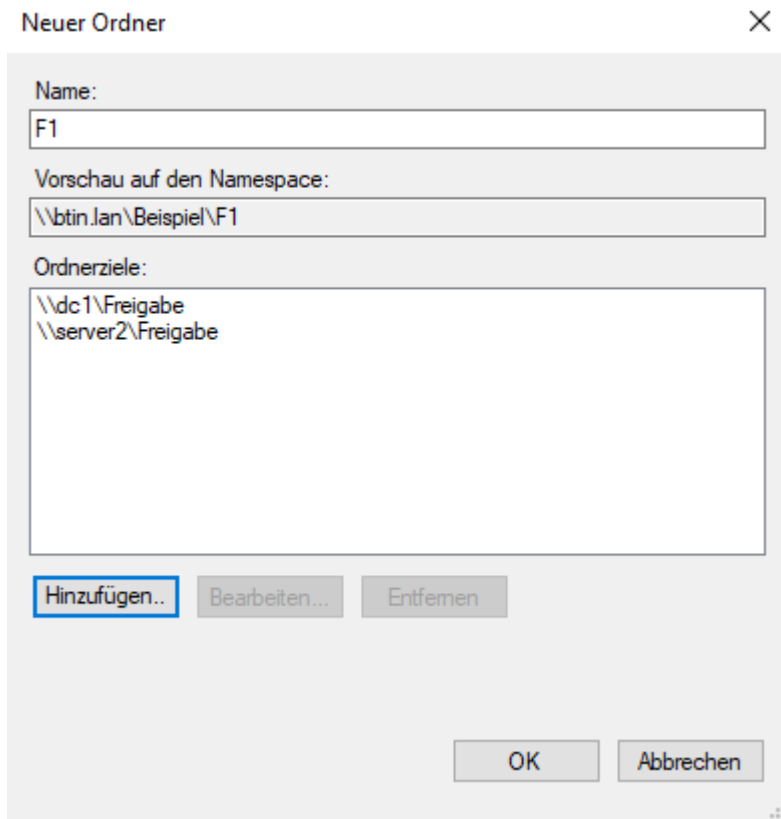 Neuer Ordner
Name:
F1
Vorschau auf den Namespace:
\\btin.lan\Beispiel\F1
Ordnerziele:
\\dc1\Freigabe
\\server2\Freigabe
Hinzufügen.. Bearbeiten... Entfernen
OK Abbrechen